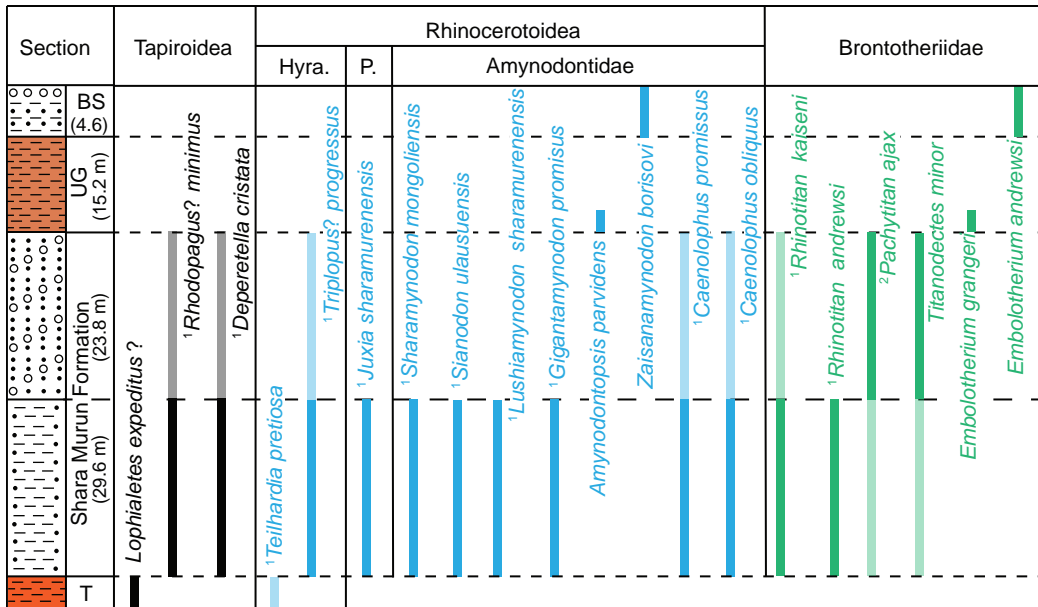 Section
Tapiroidea
Rhinocerotoidea
Brontotheriidae
Hyra.
P.
Amynodontidae
BS
(4.6)
UG
(15.2 m)
Shara Murun Formation
(29.6 m)
(23.8 m)
T
Lophialetes expeditus ?
1Rhodopagus? minimus
1Deperetella cristata
1Teilhardia pretiosa
1Triplopus? progressus
1Juxia sharamurenensis
1Sharamynodon mongoliensis
1Sianodon ulausuensis
1Lushiamynodon sharamurenensis
1Gigantamynodon promisus
Amynodontopsis parvidens
Zaisanamynodon borisovi
1Caenolophus promissus
1Caenolophus obliquus
1Rhinotitan kaiseni
1Rhinotitan andrewsi
2Pachytitan ajax
Titanodectes minor
Embolotherium grangeri
Embolotherium andrewsi